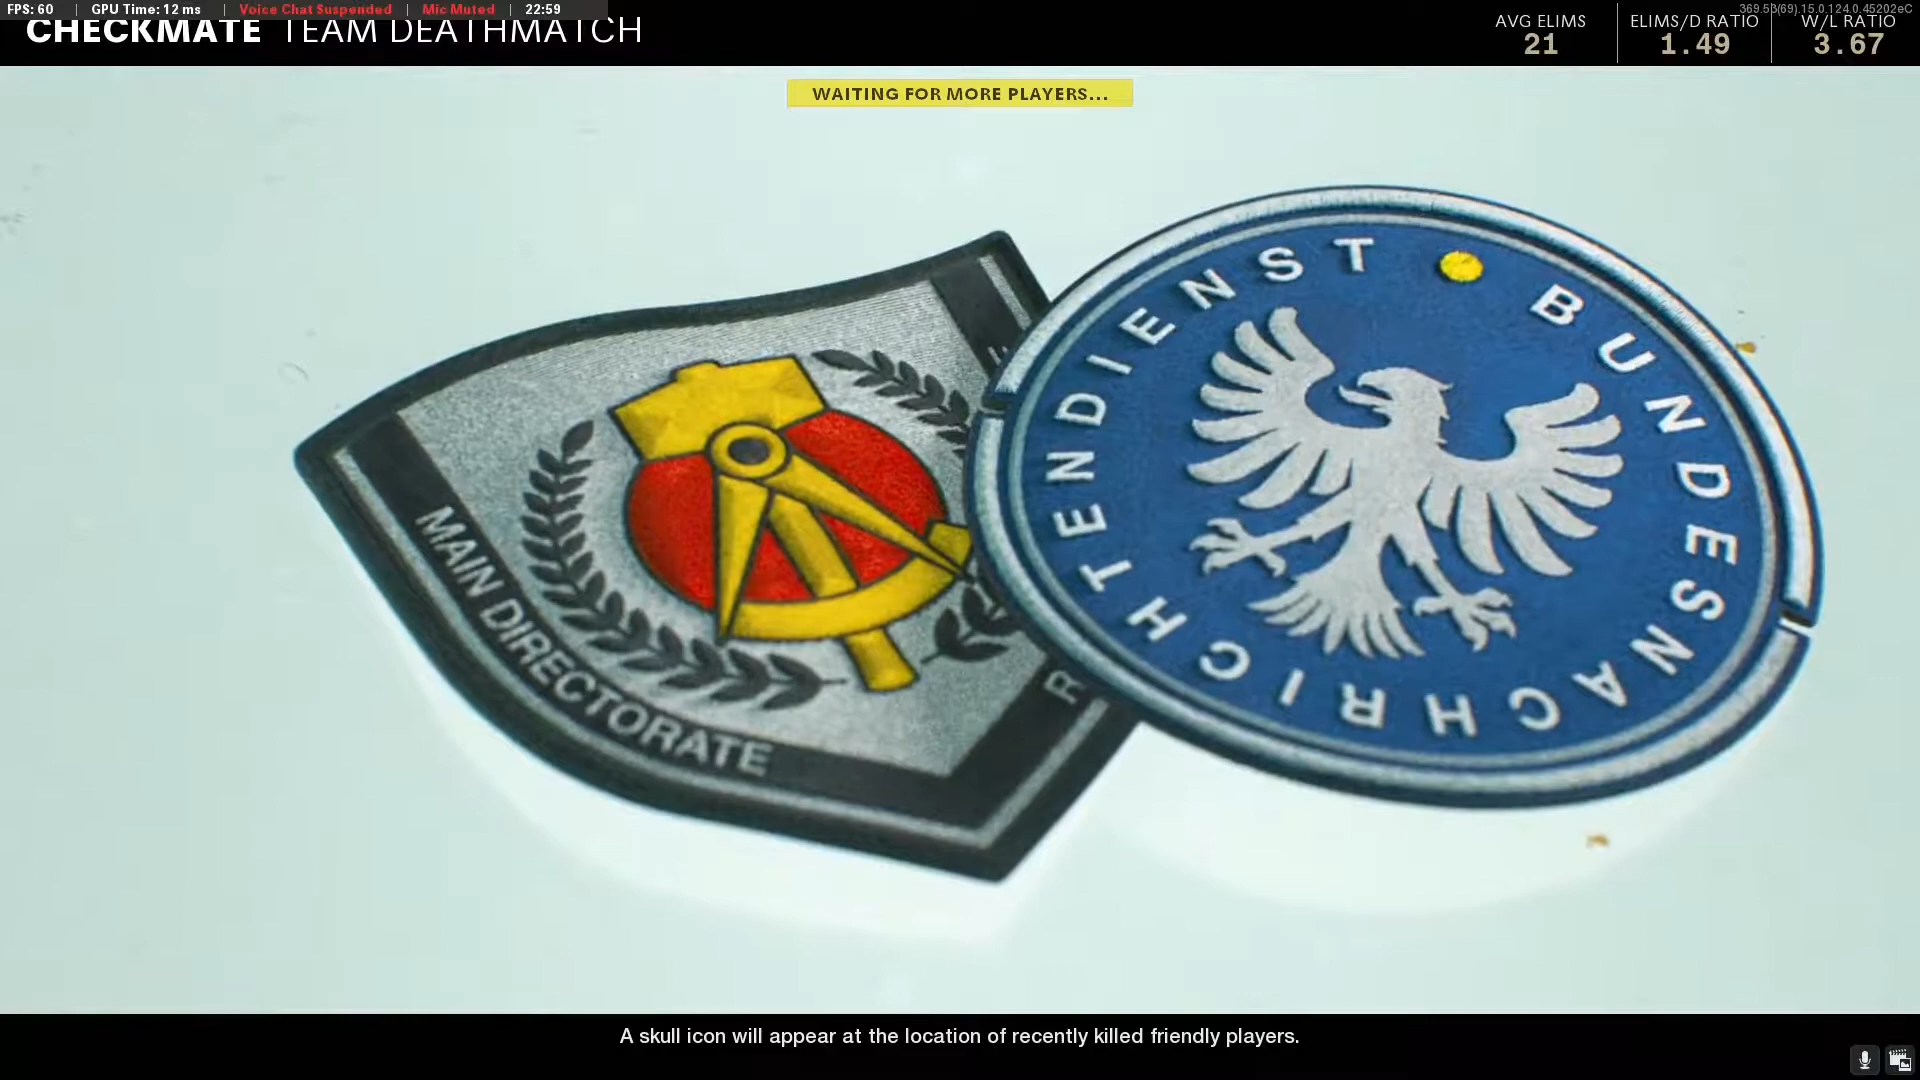 FPS: 60 | GPU Time: 12 ms | Voice Chat Suspended | Mic Muted | 22:59
CHECKMATE TEAM DEATHMATCH
AVG ELIMS
21
ELIMS/D RATIO
1.49
W/L RATIO
3.67
WAITING FOR MORE PLAYERS...
MAIN DIRECTORATE
R
BUNDESNACHRICHTENDIENST
A skull icon will appear at the location of recently killed friendly players.